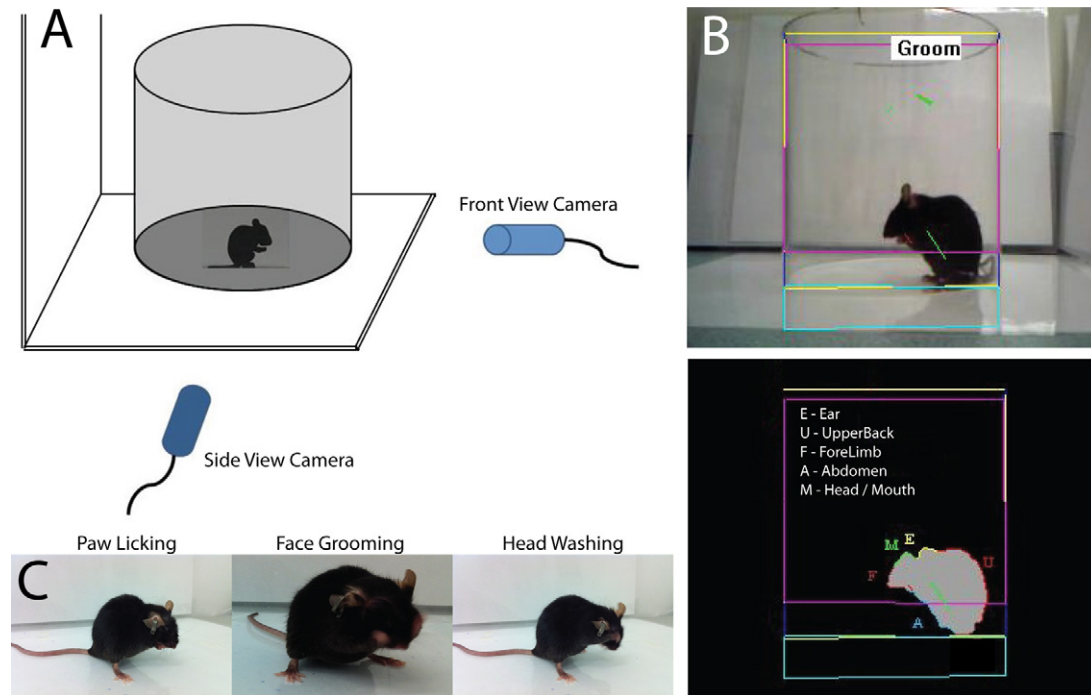 A
Front View Camera
Side View Camera
B
Groom
E - Ear
U - UpperBack
F - ForeLimb
A - Abdomen
M - Head / Mouth
M
E
F
U
A
C
Paw Licking
Face Grooming
Head Washing